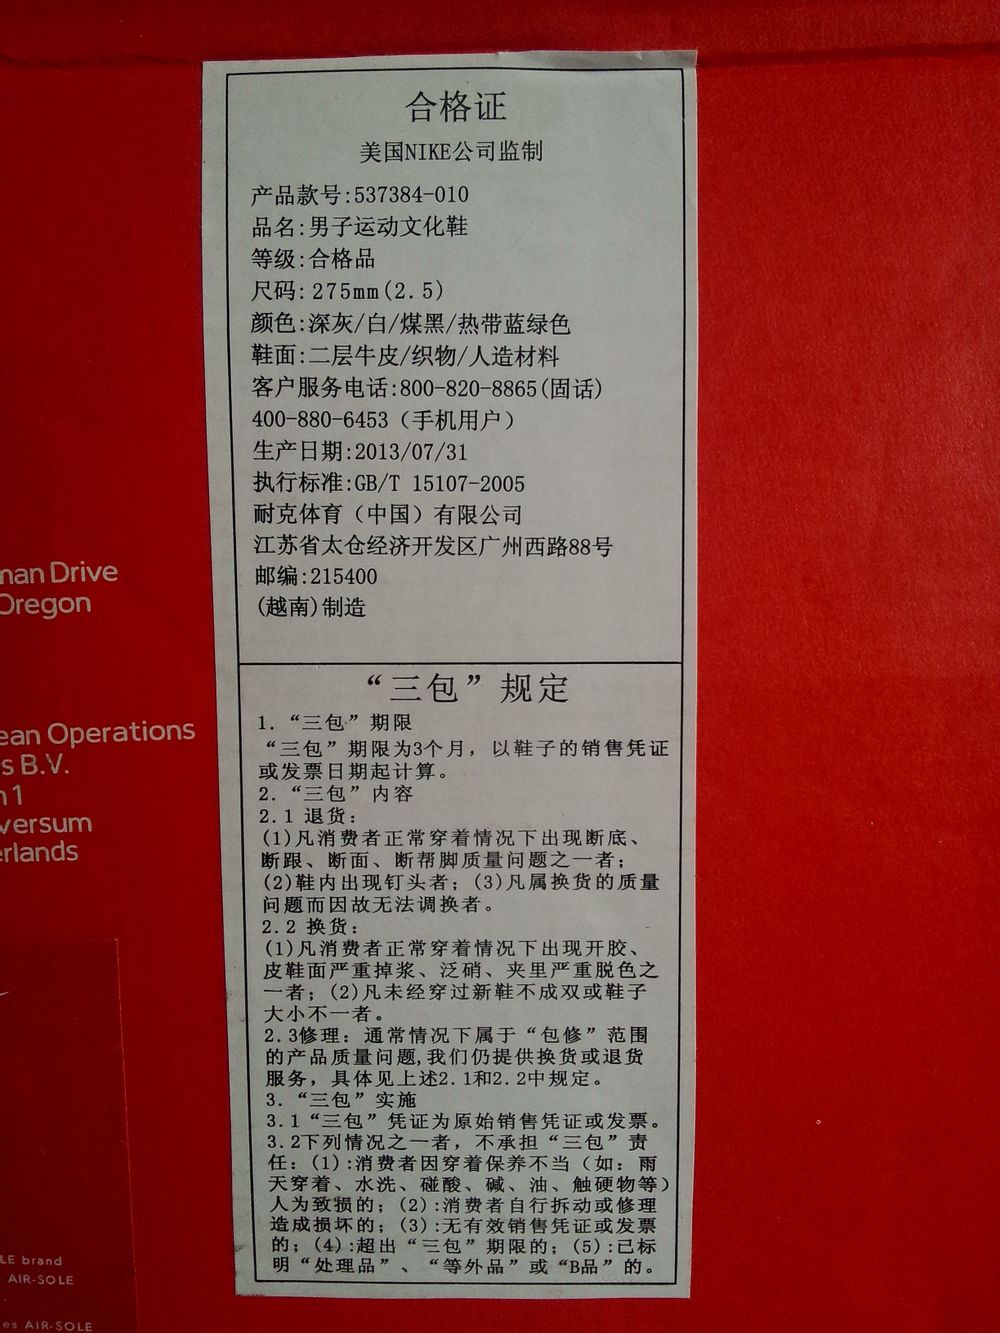 合格证
美国NIKE公司监制
产品款号:537384-010
品名:男子运动文化鞋
等级:合格品
尺码:275mm(2.5)
颜色:深灰/白/煤黑/热带蓝绿色
鞋面:二层牛皮/织物/人造材料
客户服务电话:800-820-8865(固话)
400-880-6453（手机用户）
生产日期:2013/07/31
执行标准:GB/T 15107-2005
耐克体育（中国）有限公司
江苏省太仓经济开发区广州西路88号
邮编:215400
(越南)制造
“三包”规定
1.“三包”期限
“三包”期限为3个月，以鞋子的销售凭证
或发票日期起计算。
2.“三包”内容
2.1 退货：
(1)凡消费者正常穿着情况下出现断底、
断跟、断面、断帮脚质量问题之一者；
(2)鞋内出现钉头者；(3)凡属换货的质量
问题而因故无法调换者。
2.2 换货：
(1)凡消费者正常穿着情况下出现开胶、
皮鞋面严重掉浆、泛硝、夹里严重脱色之
一者；(2)凡未经穿过新鞋不成双或鞋子
大小不一者。
2.3修理：通常情况下属于“包修”范围
的产品质量问题,我们仍提供换货或退货
服务，具体见上述2.1和2.2中规定。
3.“三包”实施
3.1“三包”凭证为原始销售凭证或发票。
3.2下列情况之一者，不承担“三包”责
任：(1):消费者因穿着保养不当（如：雨
天穿着、水洗、碰酸、碱、油、触硬物等）
人为致损的；(2):消费者自行拆动或修理
造成损坏的；(3):无有效销售凭证或发票
的；(4):超出“三包”期限的；(5):已标
明“处理品”、“等外品”或“B品”的。
man Drive
Oregon
ean Operations
s B.V.
n 1
versum
erlands
LE brand
AIR-SOLE
es AIR-SOLE